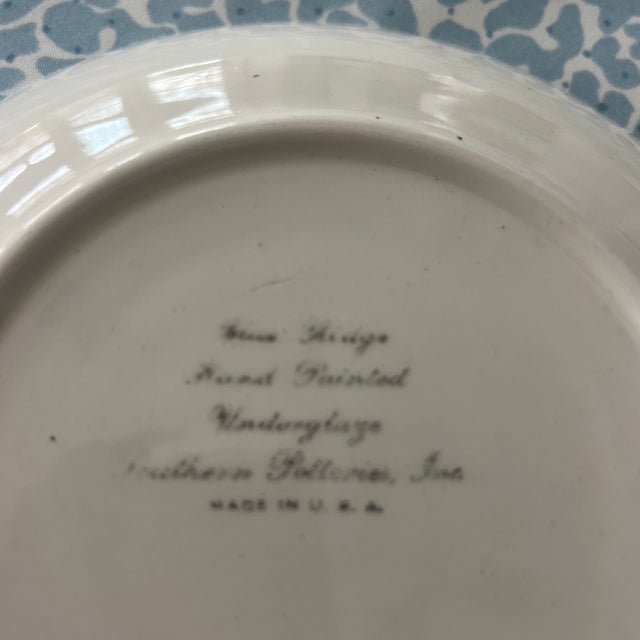 Blue Ridge
Hand Painted
Underglaze
Southern Potteries, Inc.
MADE IN U.S.A.